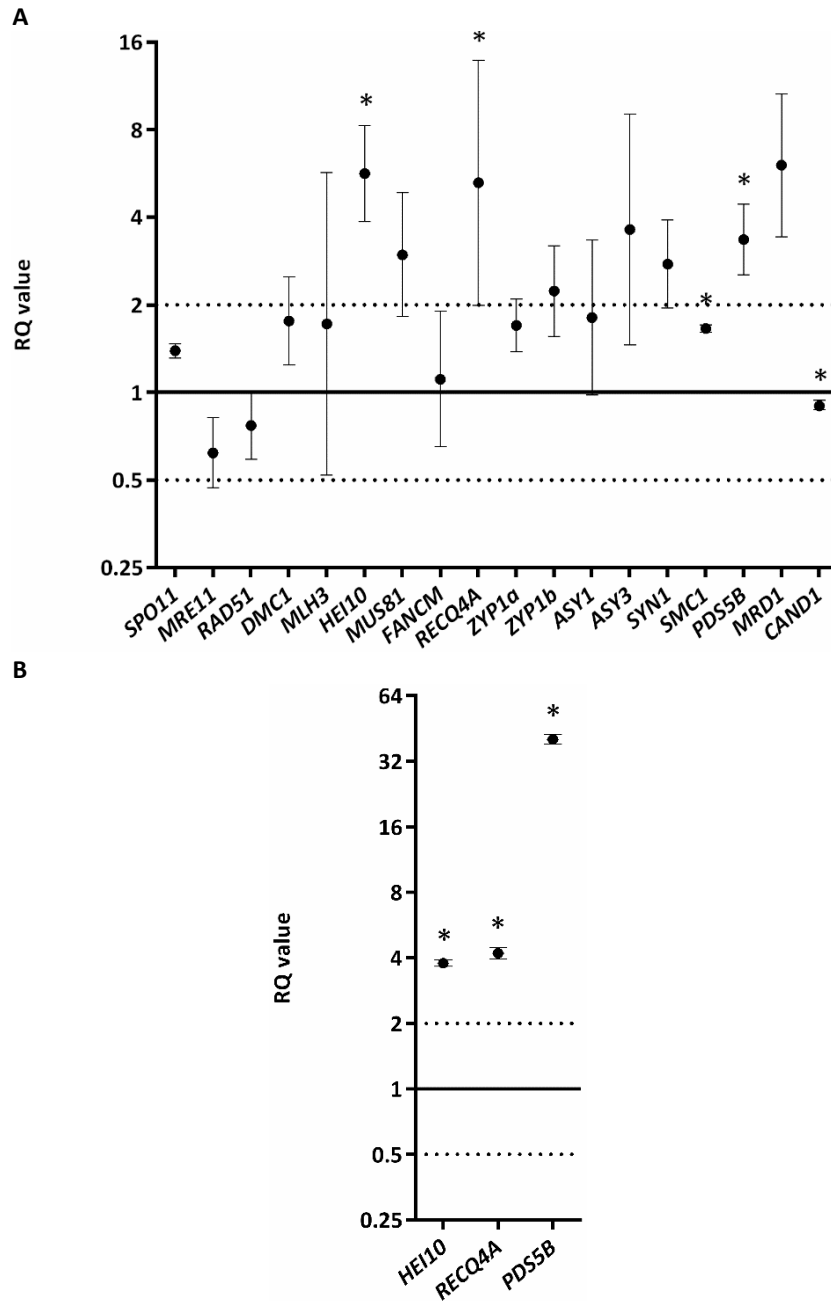 A
16
8
4
2
1
0.5
0.25
RQ value
*
*
*
*
*
SPO11
MRE11
RAD51
DMC1
MLH3
HEI10
MUS81
FANCM
RECQ4A
ZYP1a
ZYP1b
ASY1
ASY3
SYN1
SMC1
PDS5B
MRD1
CAND1
B
64
32
16
8
4
2
1
0.5
0.25
RQ value
*
*
*
HEI10
RECQ4A
PDS5B